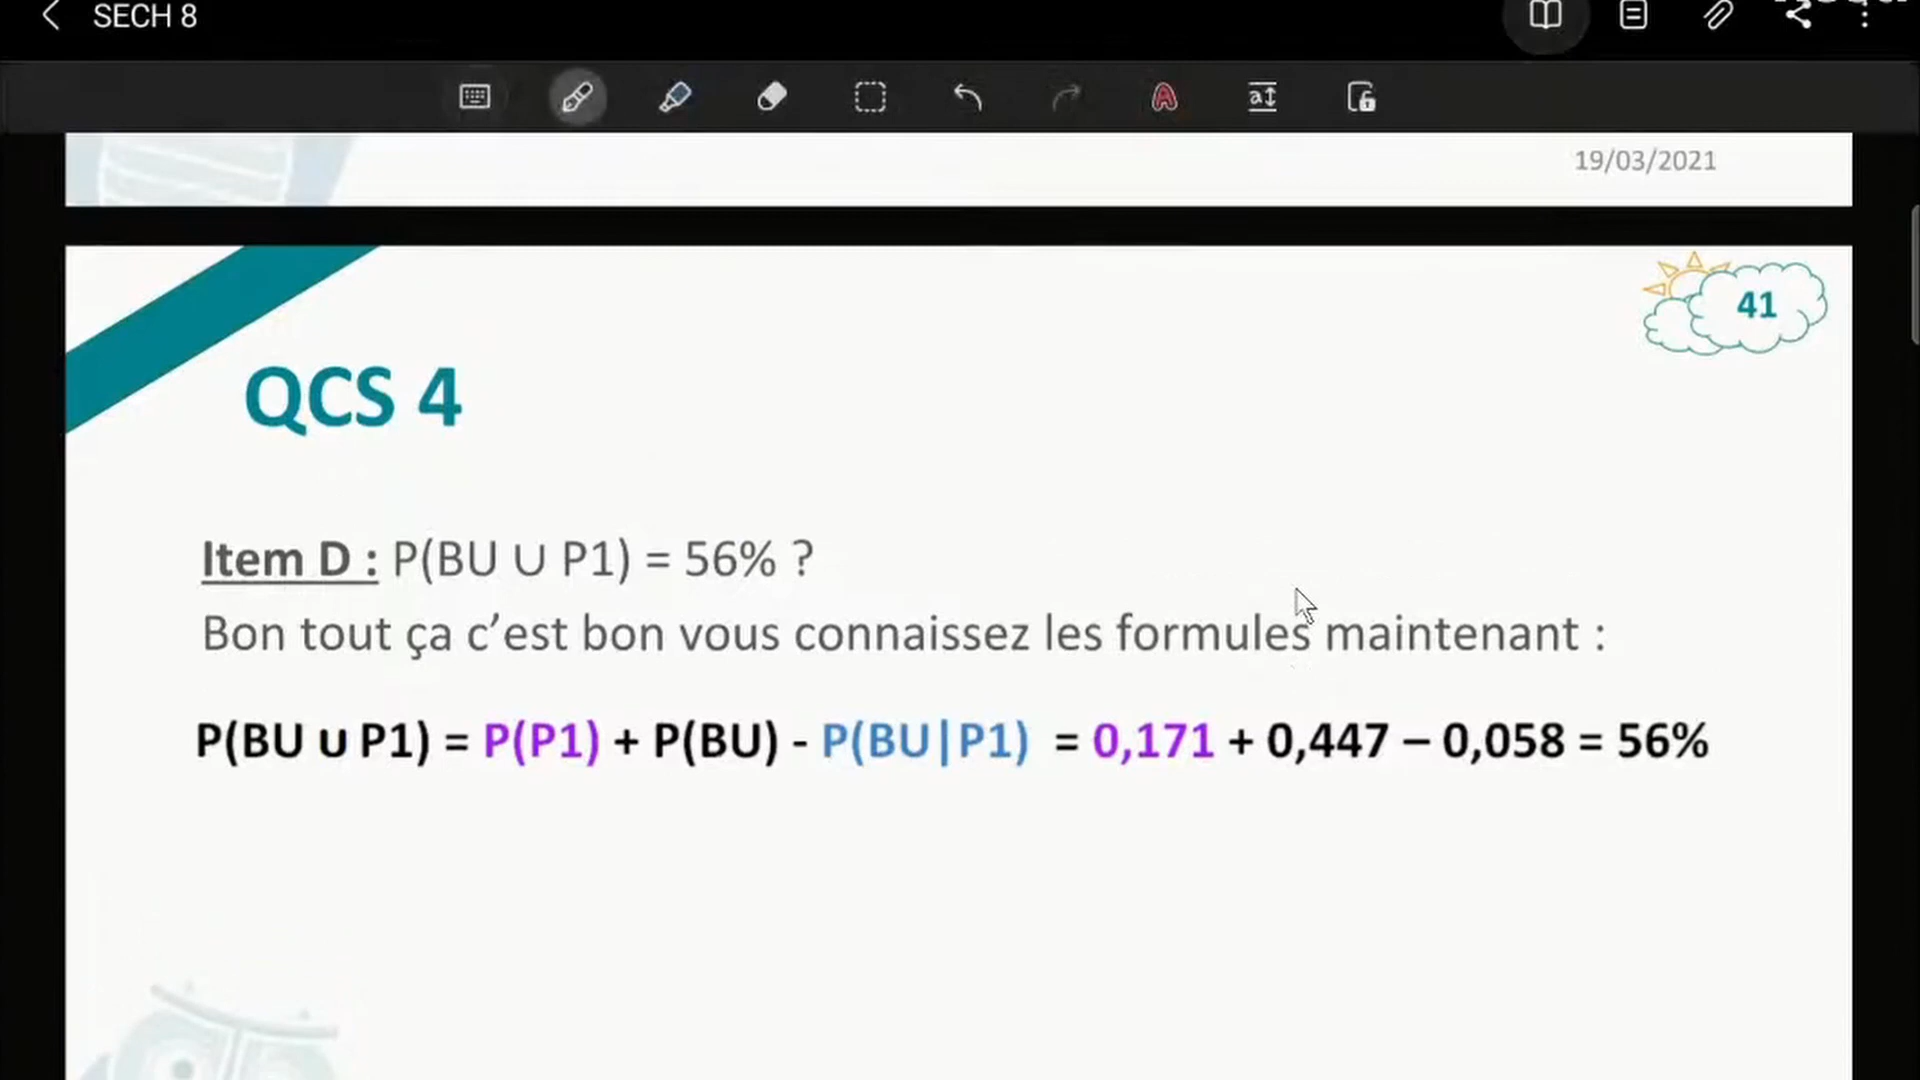 SECH 8
19/03/2021
41
QCS 4
Item D : P(BU ∪ P1) = 56% ?
Bon tout ça c’est bon vous connaissez les formules maintenant :
P(BU ∪ P1) = P(P1) + P(BU) - P(BU|P1) = 0,171 + 0,447 – 0,058 = 56%